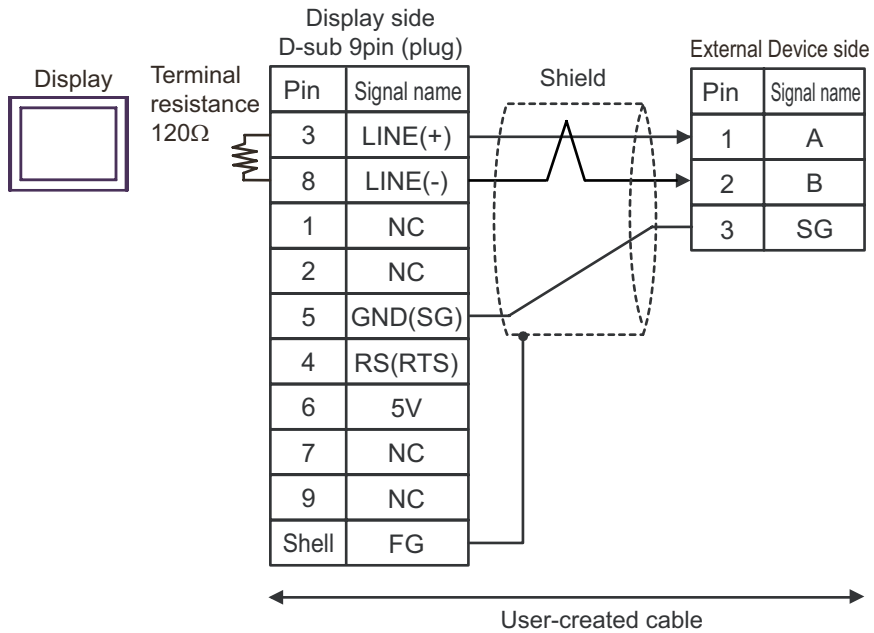 Display side
D-sub 9pin (plug)
External Device side
Display
Terminal
resistance
120Ω
Shield
Pin Signal name
3 LINE(+)
8 LINE(-)
1 NC
2 NC
5 GND(SG)
4 RS(RTS)
6 5V
7 NC
9 NC
Shell FG
Pin Signal name
1 A
2 B
3 SG
User-created cable